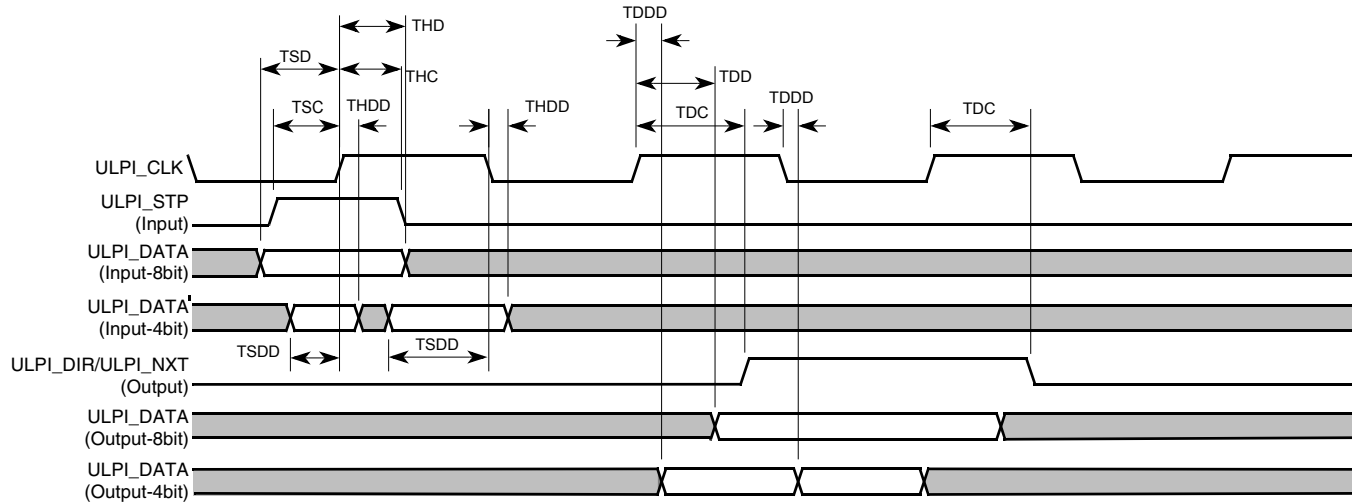 TDDD
THD
TSD
THC
TDD
TSC
THDD
THDD
TDC
TDDD
TDC
ULPI_CLK
ULPI_STP
(Input)
ULPI_DATA
(Input-8bit)
ULPI_DATA
(Input-4bit)
TSDD
TSDD
ULPI_DIR/ULPI_NXT
(Output)
ULPI_DATA
(Output-8bit)
ULPI_DATA
(Output-4bit)